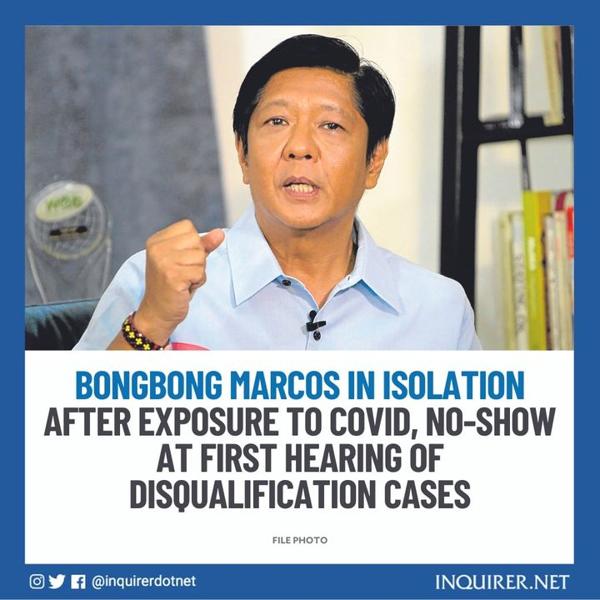 BONGBONG MARCOS IN ISOLATION
AFTER EXPOSURE TO COVID, NO-SHOW
AT FIRST HEARING OF
DISQUALIFICATION CASES
FILE PHOTO
@inquirerdotnet
INQUIRER.NET